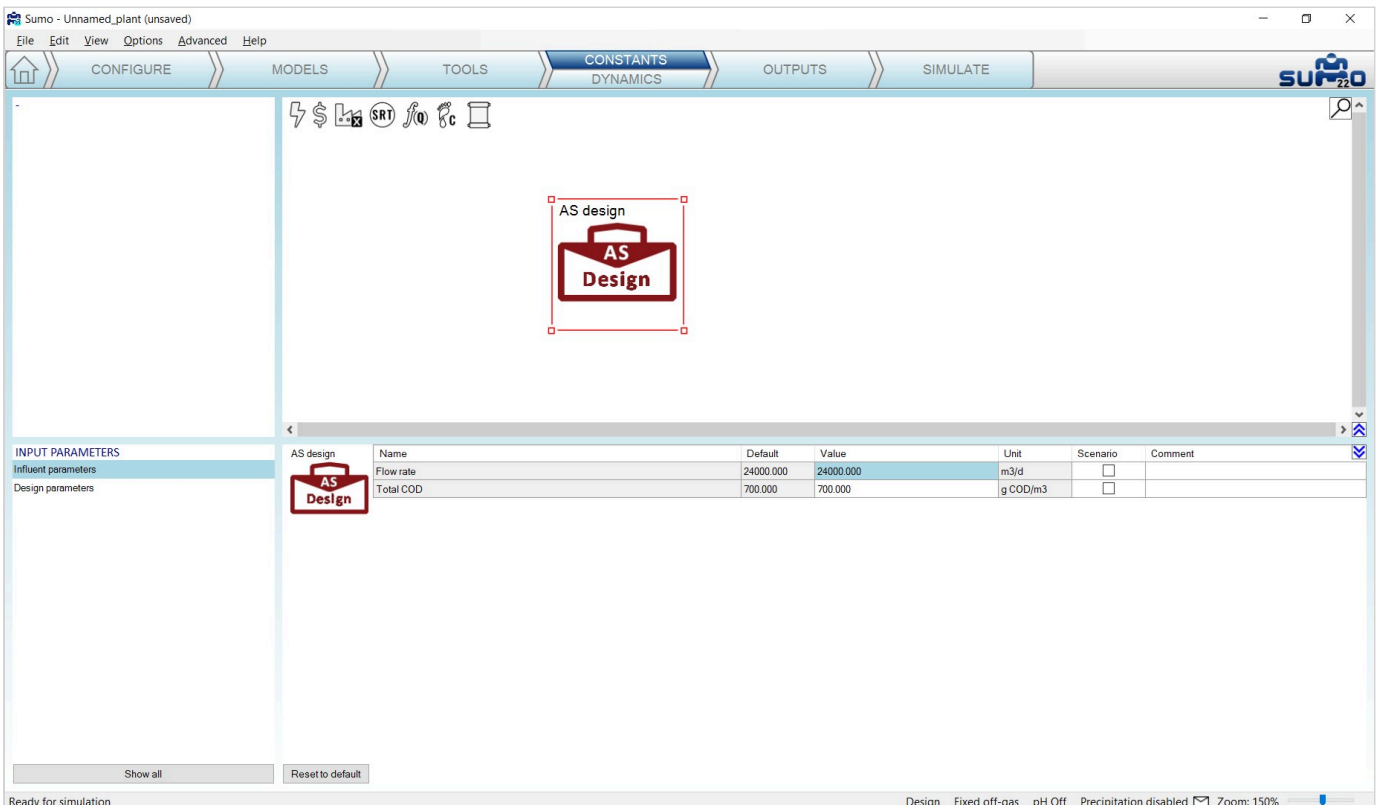 Sumo - Unnamed_plant (unsaved)
File Edit View Options Advanced Help
CONFIGURE MODELS TOOLS CONSTANTS DYNAMICS OUTPUTS SIMULATE
SUMO 22
-
$ x SRT f(Q) C
AS design
AS
Design
INPUT PARAMETERS
Influent parameters
Design parameters
AS design
AS
Design
Name Default Value Unit Scenario Comment
Flow rate 24000.000 24000.000 m3/d
Total COD 700.000 700.000 g COD/m3
Show all Reset to default
Ready for simulation Design Fixed off-gas pH Off Precipitation disabled Zoom: 150%